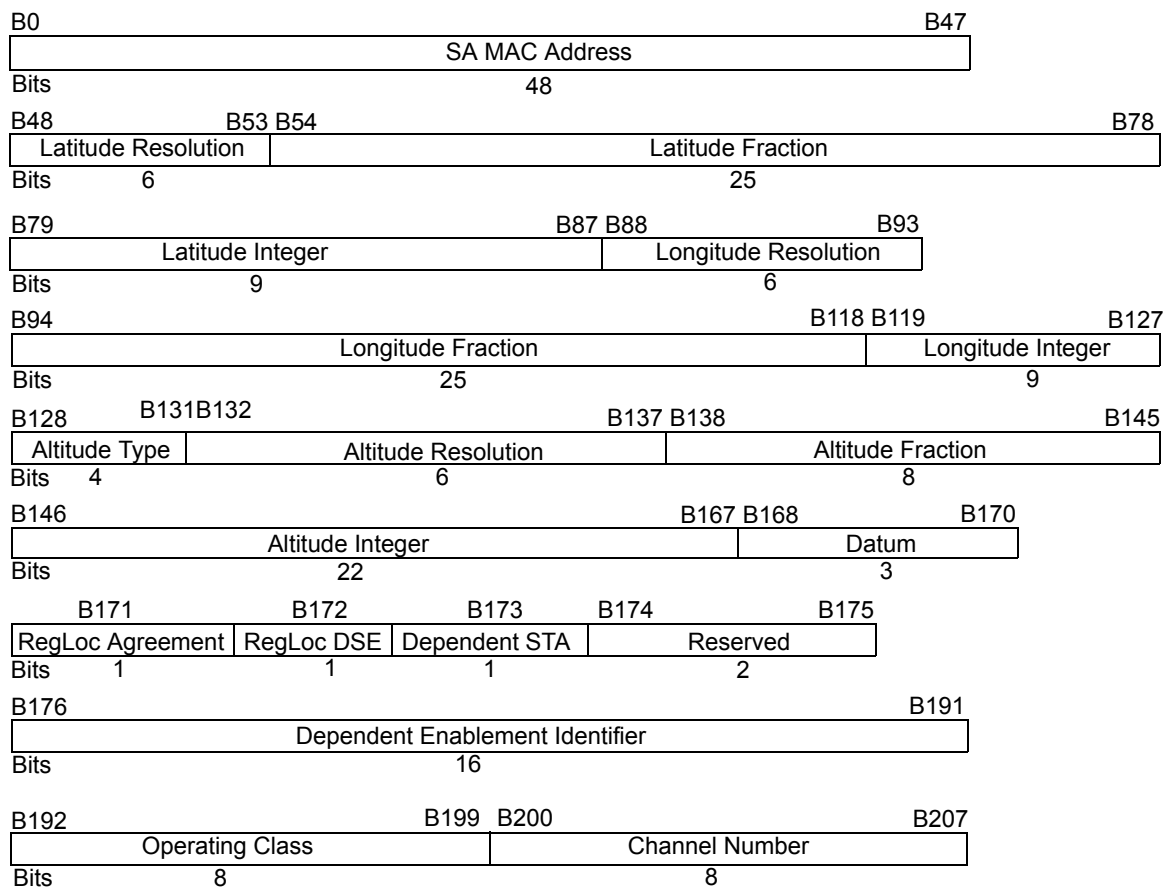 B0 B47
SA MAC Address
Bits 48
B48 B53 B54 B78
Latitude Resolution Latitude Fraction
Bits 6 25
B79 B87 B88 B93
Latitude Integer Longitude Resolution
Bits 9 6
B94 B118 B119 B127
Longitude Fraction Longitude Integer
Bits 25 9
B128 B131B132 B137 B138 B145
Altitude Type Altitude Resolution Altitude Fraction
Bits 4 6 8
B146 B167 B168 B170
Altitude Integer Datum
Bits 22 3
B171 B172 B173 B174 B175
RegLoc Agreement RegLoc DSE Dependent STA Reserved
Bits 1 1 1 2
B176 B191
Dependent Enablement Identifier
Bits 16
B192 B199 B200 B207
Operating Class Channel Number
Bits 8 8